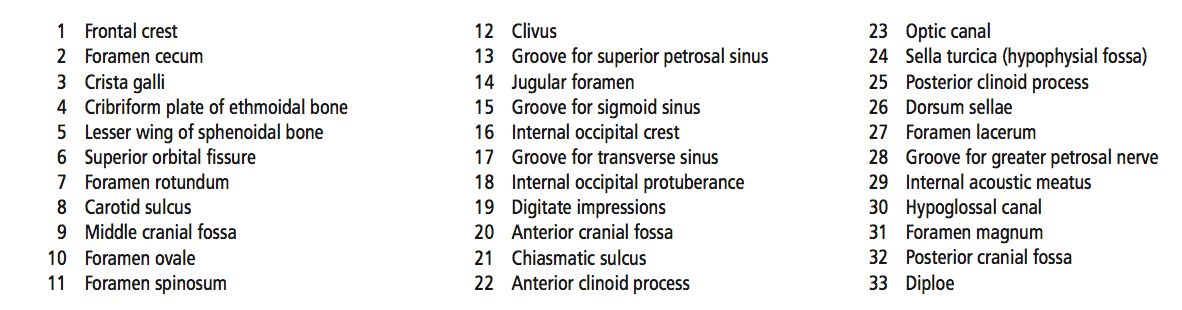 1 Frontal crest
2 Foramen cecum
3 Crista galli
4 Cribriform plate of ethmoidal bone
5 Lesser wing of sphenoidal bone
6 Superior orbital fissure
7 Foramen rotundum
8 Carotid sulcus
9 Middle cranial fossa
10 Foramen ovale
11 Foramen spinosum
12 Clivus
13 Groove for superior petrosal sinus
14 Jugular foramen
15 Groove for sigmoid sinus
16 Internal occipital crest
17 Groove for transverse sinus
18 Internal occipital protuberance
19 Digitate impressions
20 Anterior cranial fossa
21 Chiasmatic sulcus
22 Anterior clinoid process
23 Optic canal
24 Sella turcica (hypophysial fossa)
25 Posterior clinoid process
26 Dorsum sellae
27 Foramen lacerum
28 Groove for greater petrosal nerve
29 Internal acoustic meatus
30 Hypoglossal canal
31 Foramen magnum
32 Posterior cranial fossa
33 Diploe